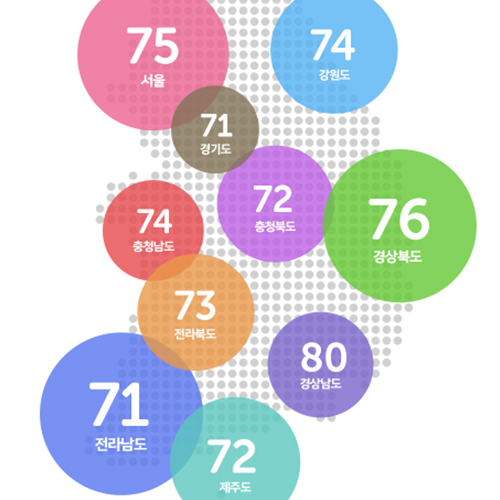 75
서울
74
강원도
71
경기도
72
충청북도
76
경상북도
74
충청남도
73
전라북도
80
경상남도
71
전라남도
72
제주도